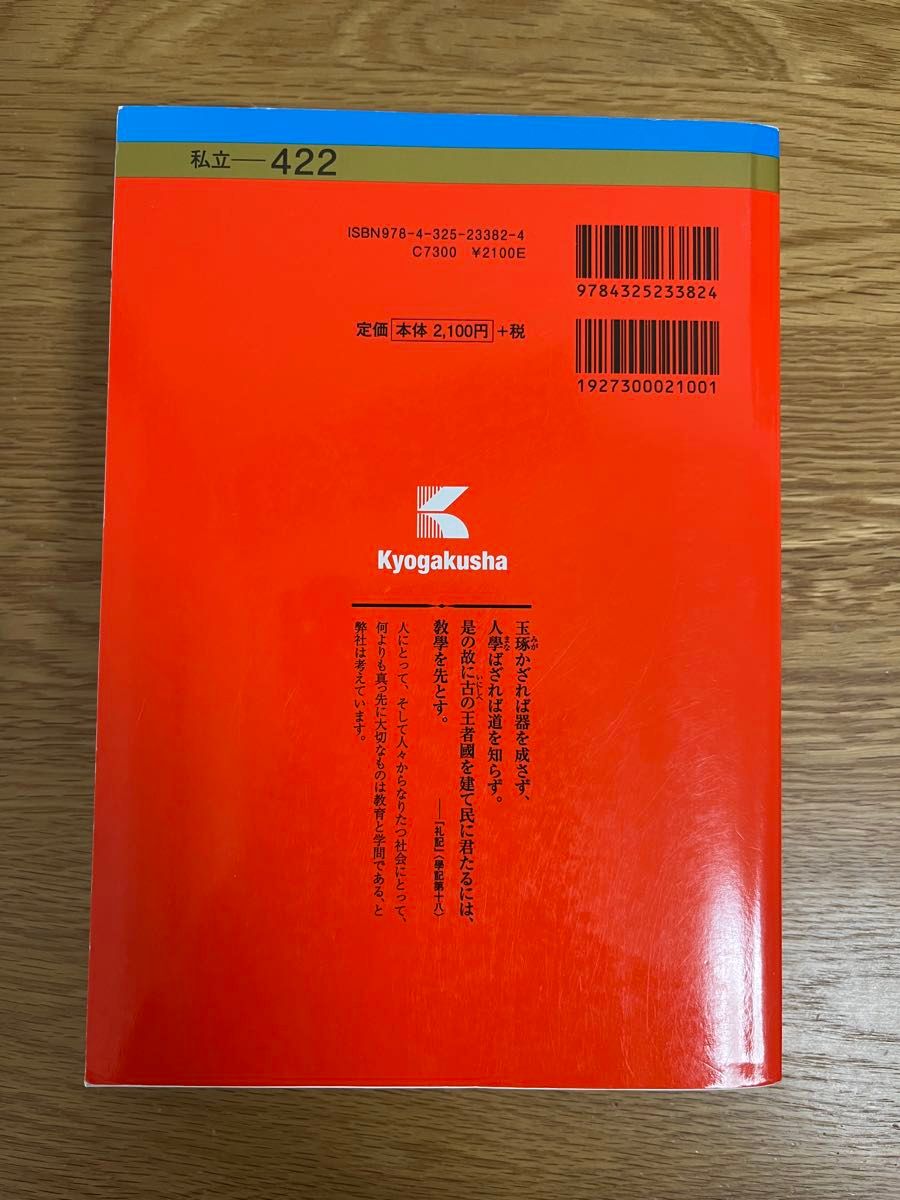 私立―422
ISBN978-4-325-23382-4
C7300 ¥2100E
9784325233824
定価 本体 2,100円 +税
1927300021001
Kyogakusha
玉琢かざれば器を成さず、
人學ばざれば道を知らず。
是の故に古の王者國を建て民に君たるには、
教學を先とす。
――『礼記』（學記第十八）
人にとって、そして人々からなりたつ社会にとって、
何よりも真っ先に大切なものは教育と学問である、と
弊社は考えています。